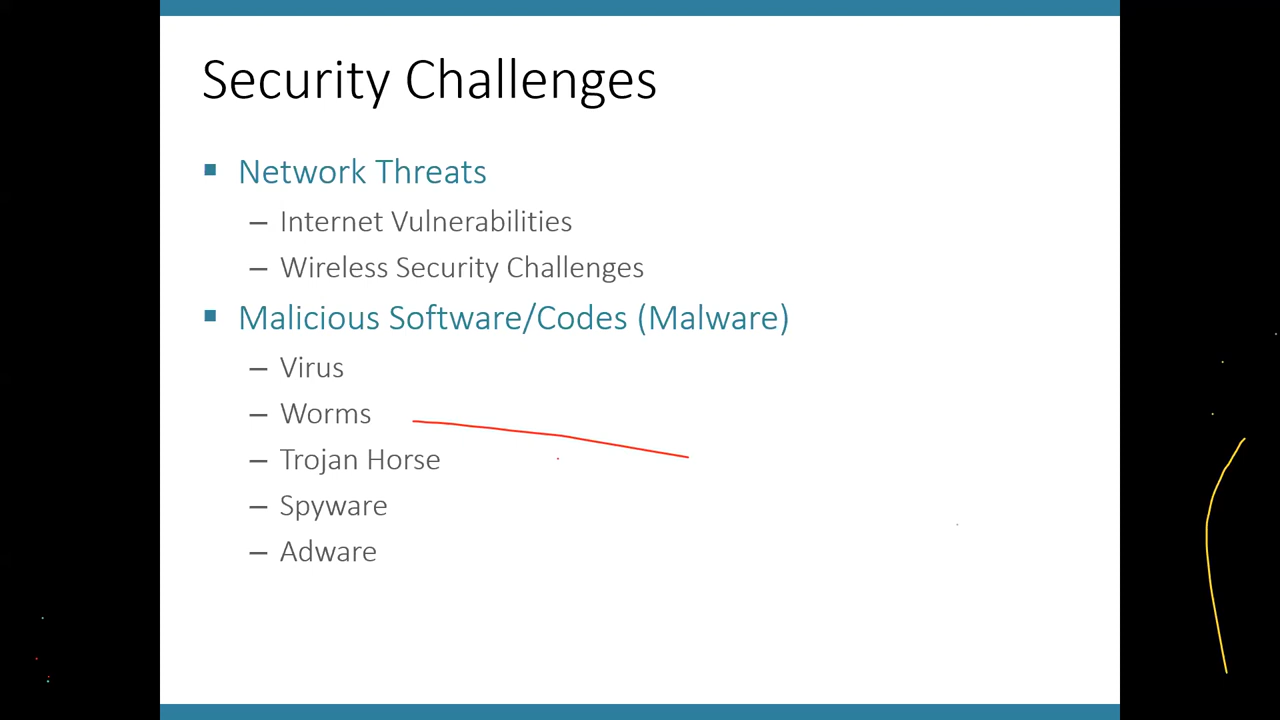 Security Challenges
▪ Network Threats
– Internet Vulnerabilities
– Wireless Security Challenges
▪ Malicious Software/Codes (Malware)
– Virus
– Worms
– Trojan Horse
– Spyware
– Adware